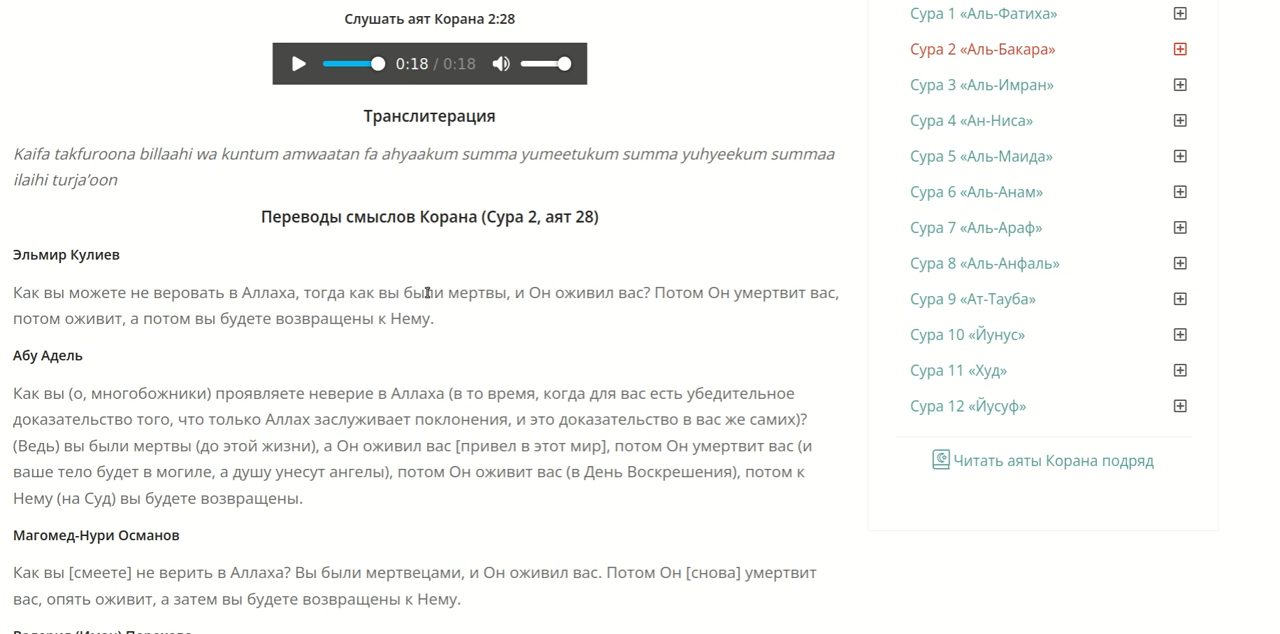 Слушать аят Корана 2:28
0:18 / 0:18
Транслитерация
Kaifa takfuroona billaahi wa kuntum amwaatan fa ahyaakum summa yumeetukum summa yuhyeekum summaa
ilaihi turja’oon
Переводы смыслов Корана (Сура 2, аят 28)
Эльмир Кулиев
Как вы можете не веровать в Аллаха, тогда как вы были мертвы, и Он оживил вас? Потом Он умертвит вас,
потом оживит, а потом вы будете возвращены к Нему.
Абу Адель
Как вы (о, многобожники) проявляете неверие в Аллаха (в то время, когда для вас есть убедительное
доказательство того, что только Аллах заслуживает поклонения, и это доказательство в вас же самих)?
(Ведь) вы были мертвы (до этой жизни), а Он оживил вас [привел в этот мир], потом Он умертвит вас (и
ваше тело будет в могиле, а душу унесут ангелы), потом Он оживит вас (в День Воскрешения), потом к
Нему (на Суд) вы будете возвращены.
Магомед-Нури Османов
Как вы [смеете] не верить в Аллаха? Вы были мертвецами, и Он оживил вас. Потом Он [снова] умертвит
вас, опять оживит, а затем вы будете возвращены к Нему.
Сура 1 «Аль-Фатиха»
Сура 2 «Аль-Бакара»
Сура 3 «Аль-Имран»
Сура 4 «Ан-Ниса»
Сура 5 «Аль-Маида»
Сура 6 «Аль-Анам»
Сура 7 «Аль-Араф»
Сура 8 «Аль-Анфаль»
Сура 9 «Ат-Тауба»
Сура 10 «Йунус»
Сура 11 «Худ»
Сура 12 «Йусуф»
Читать аяты Корана подряд